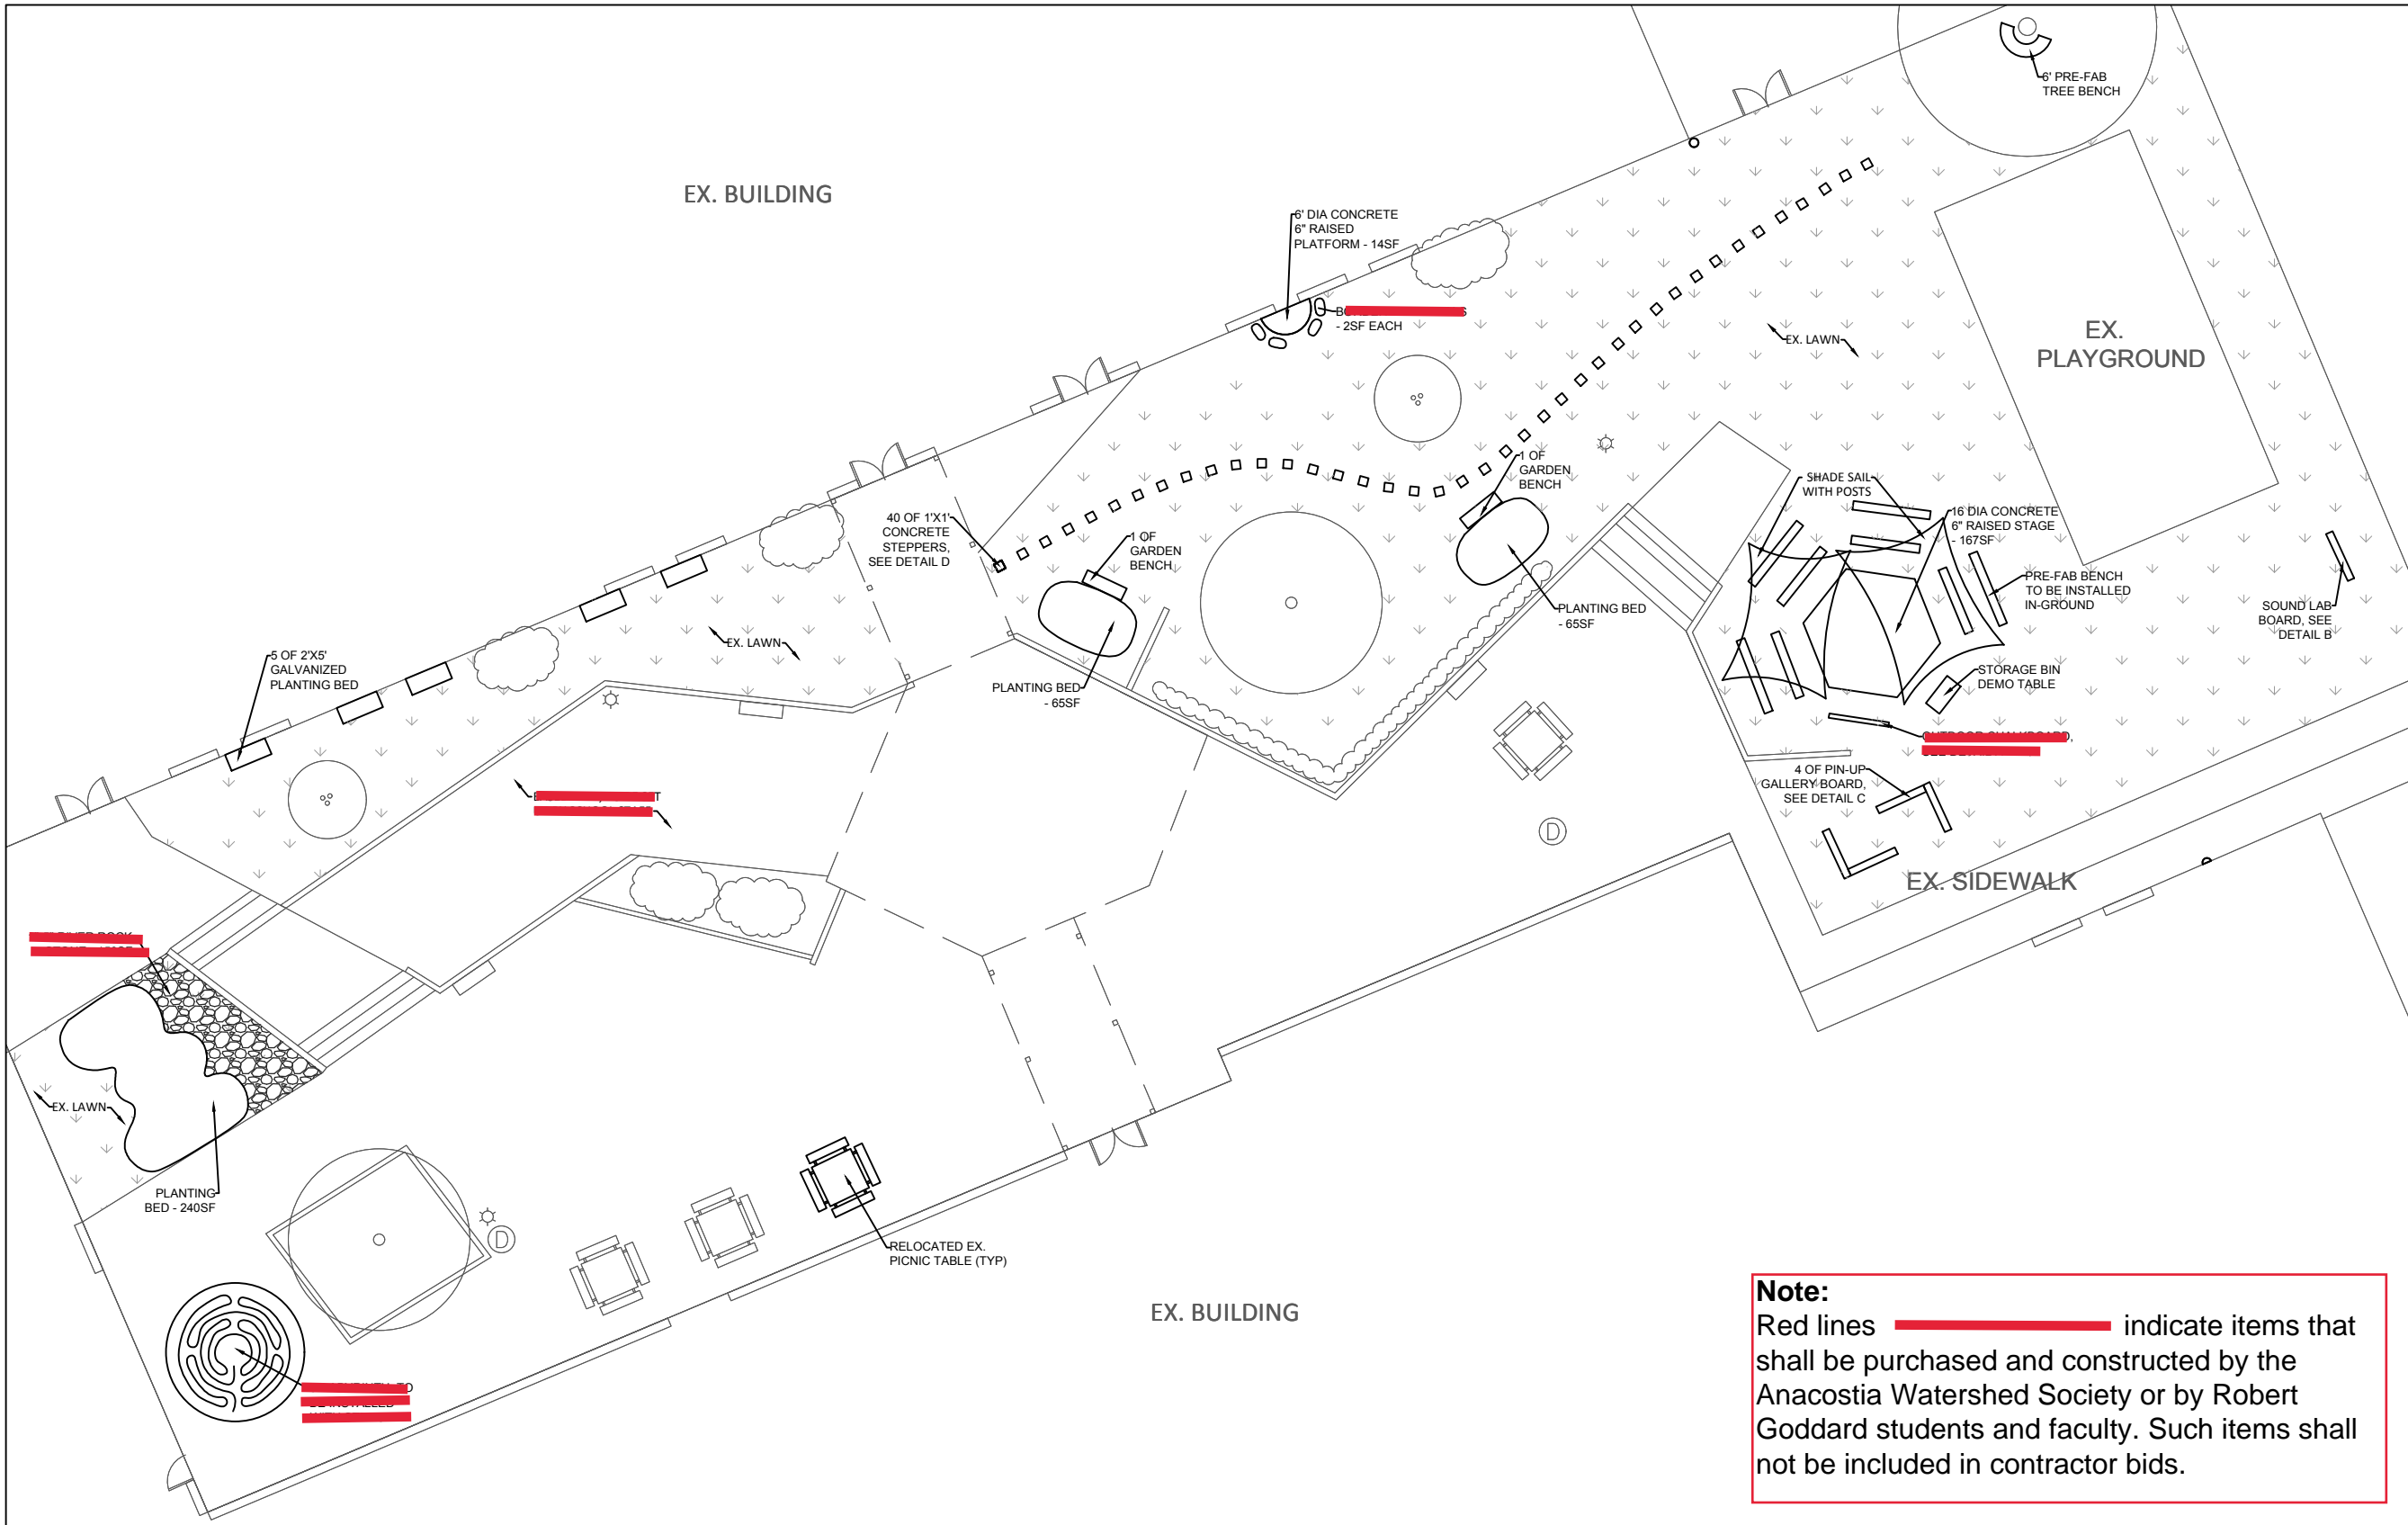 6' PRE-FAB
TREE BENCH
EX. BUILDING
6' DIA CONCRETE
6" RAISED
PLATFORM - 14SF
- 2SF EACH
EX. LAWN
EX.
PLAYGROUND
1 OF
GARDEN
BENCH
SHADE SAIL
WITH POSTS
16' DIA CONCRETE
6" RAISED STAGE
- 167SF
40 OF 1'X1'
CONCRETE
STEPPERS,
SEE DETAIL D
1 OF
GARDEN
BENCH
PRE-FAB BENCH
TO BE INSTALLED
IN-GROUND
SOUND LAB
BOARD, SEE
DETAIL B
PLANTING BED
- 65SF
EX. LAWN
5 OF 2'X5'
GALVANIZED
PLANTING BED
PLANTING BED
- 65SF
STORAGE BIN
DEMO TABLE
4 OF PIN-UP
GALLERY BOARD,
SEE DETAIL C
D
EX. SIDEWALK
EX. LAWN
PLANTING
BED - 240SF
D
RELOCATED EX.
PICNIC TABLE (TYP)
EX. BUILDING
TO
Note:
Red lines indicate items that
shall be purchased and constructed by the
Anacostia Watershed Society or by Robert
Goddard students and faculty. Such items shall
not be included in contractor bids.